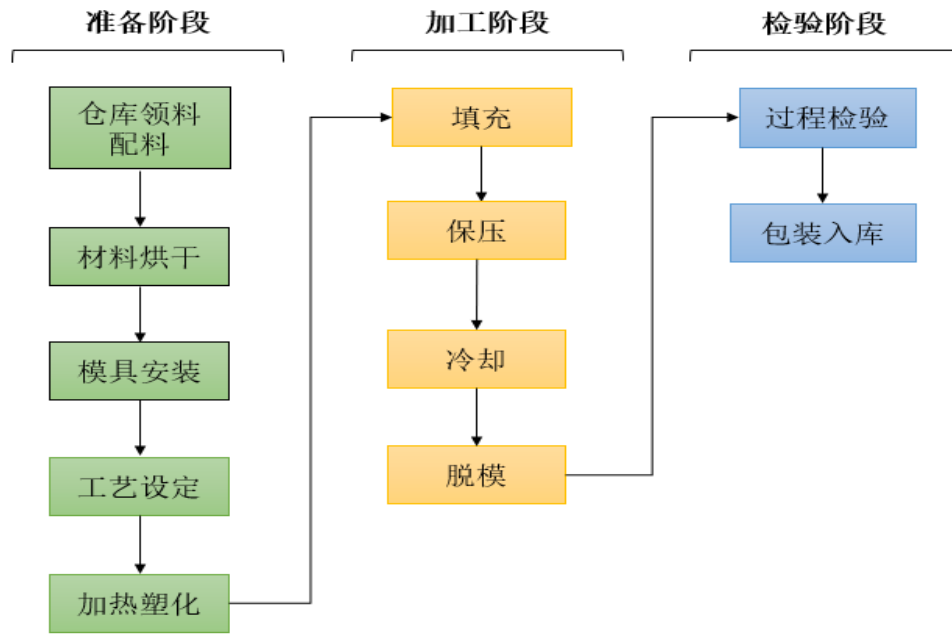 准备阶段
仓库领料
配料
材料烘干
模具安装
工艺设定
加热塑化
加工阶段
填充
保压
冷却
脱模
检验阶段
过程检验
包装入库